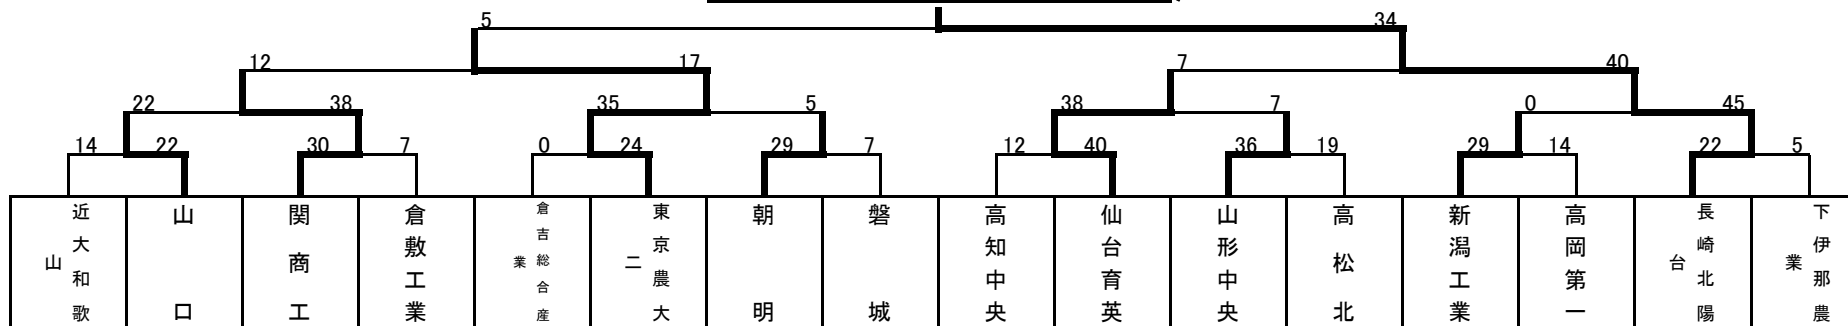 5 34
12 17 7 40
22 38 35 5 38 7 0 45
14 22 30 7 0 24 29 7 12 40 36 19 29 14 22 5
近大和歌山
山口
関商工
倉敷工業
倉吉総合産業
東京農大二
朝明
磐城
高知中央
仙台育英
山形中央
高松北
新潟工業
高岡第一
長崎北陽台
下伊那農業